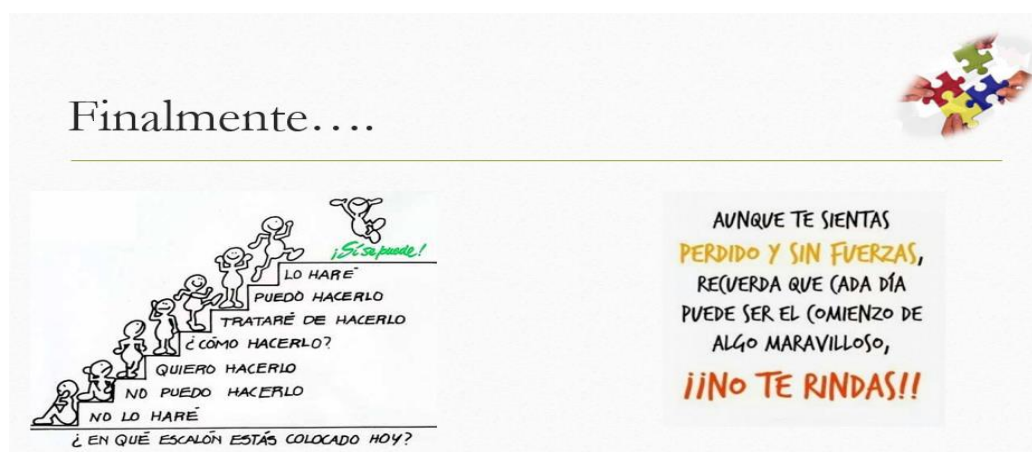 Finalmente....
¡Sí se puede!
LO HARÉ
PUEDO HACERLO
TRATARÉ DE HACERLO
¿CÓMO HACERLO?
QUIERO HACERLO
NO PUEDO HACERLO
NO LO HARÉ
¿EN QUÉ ESCALÓN ESTÁS COLOCADO HOY?
AUNQUE TE SIENTAS
PERDIDO Y SIN FUERZAS,
RECUERDA QUE CADA DÍA
PUEDE SER EL COMIENZO DE
ALGO MARAVILLOSO,
¡¡NO TE RINDAS!!